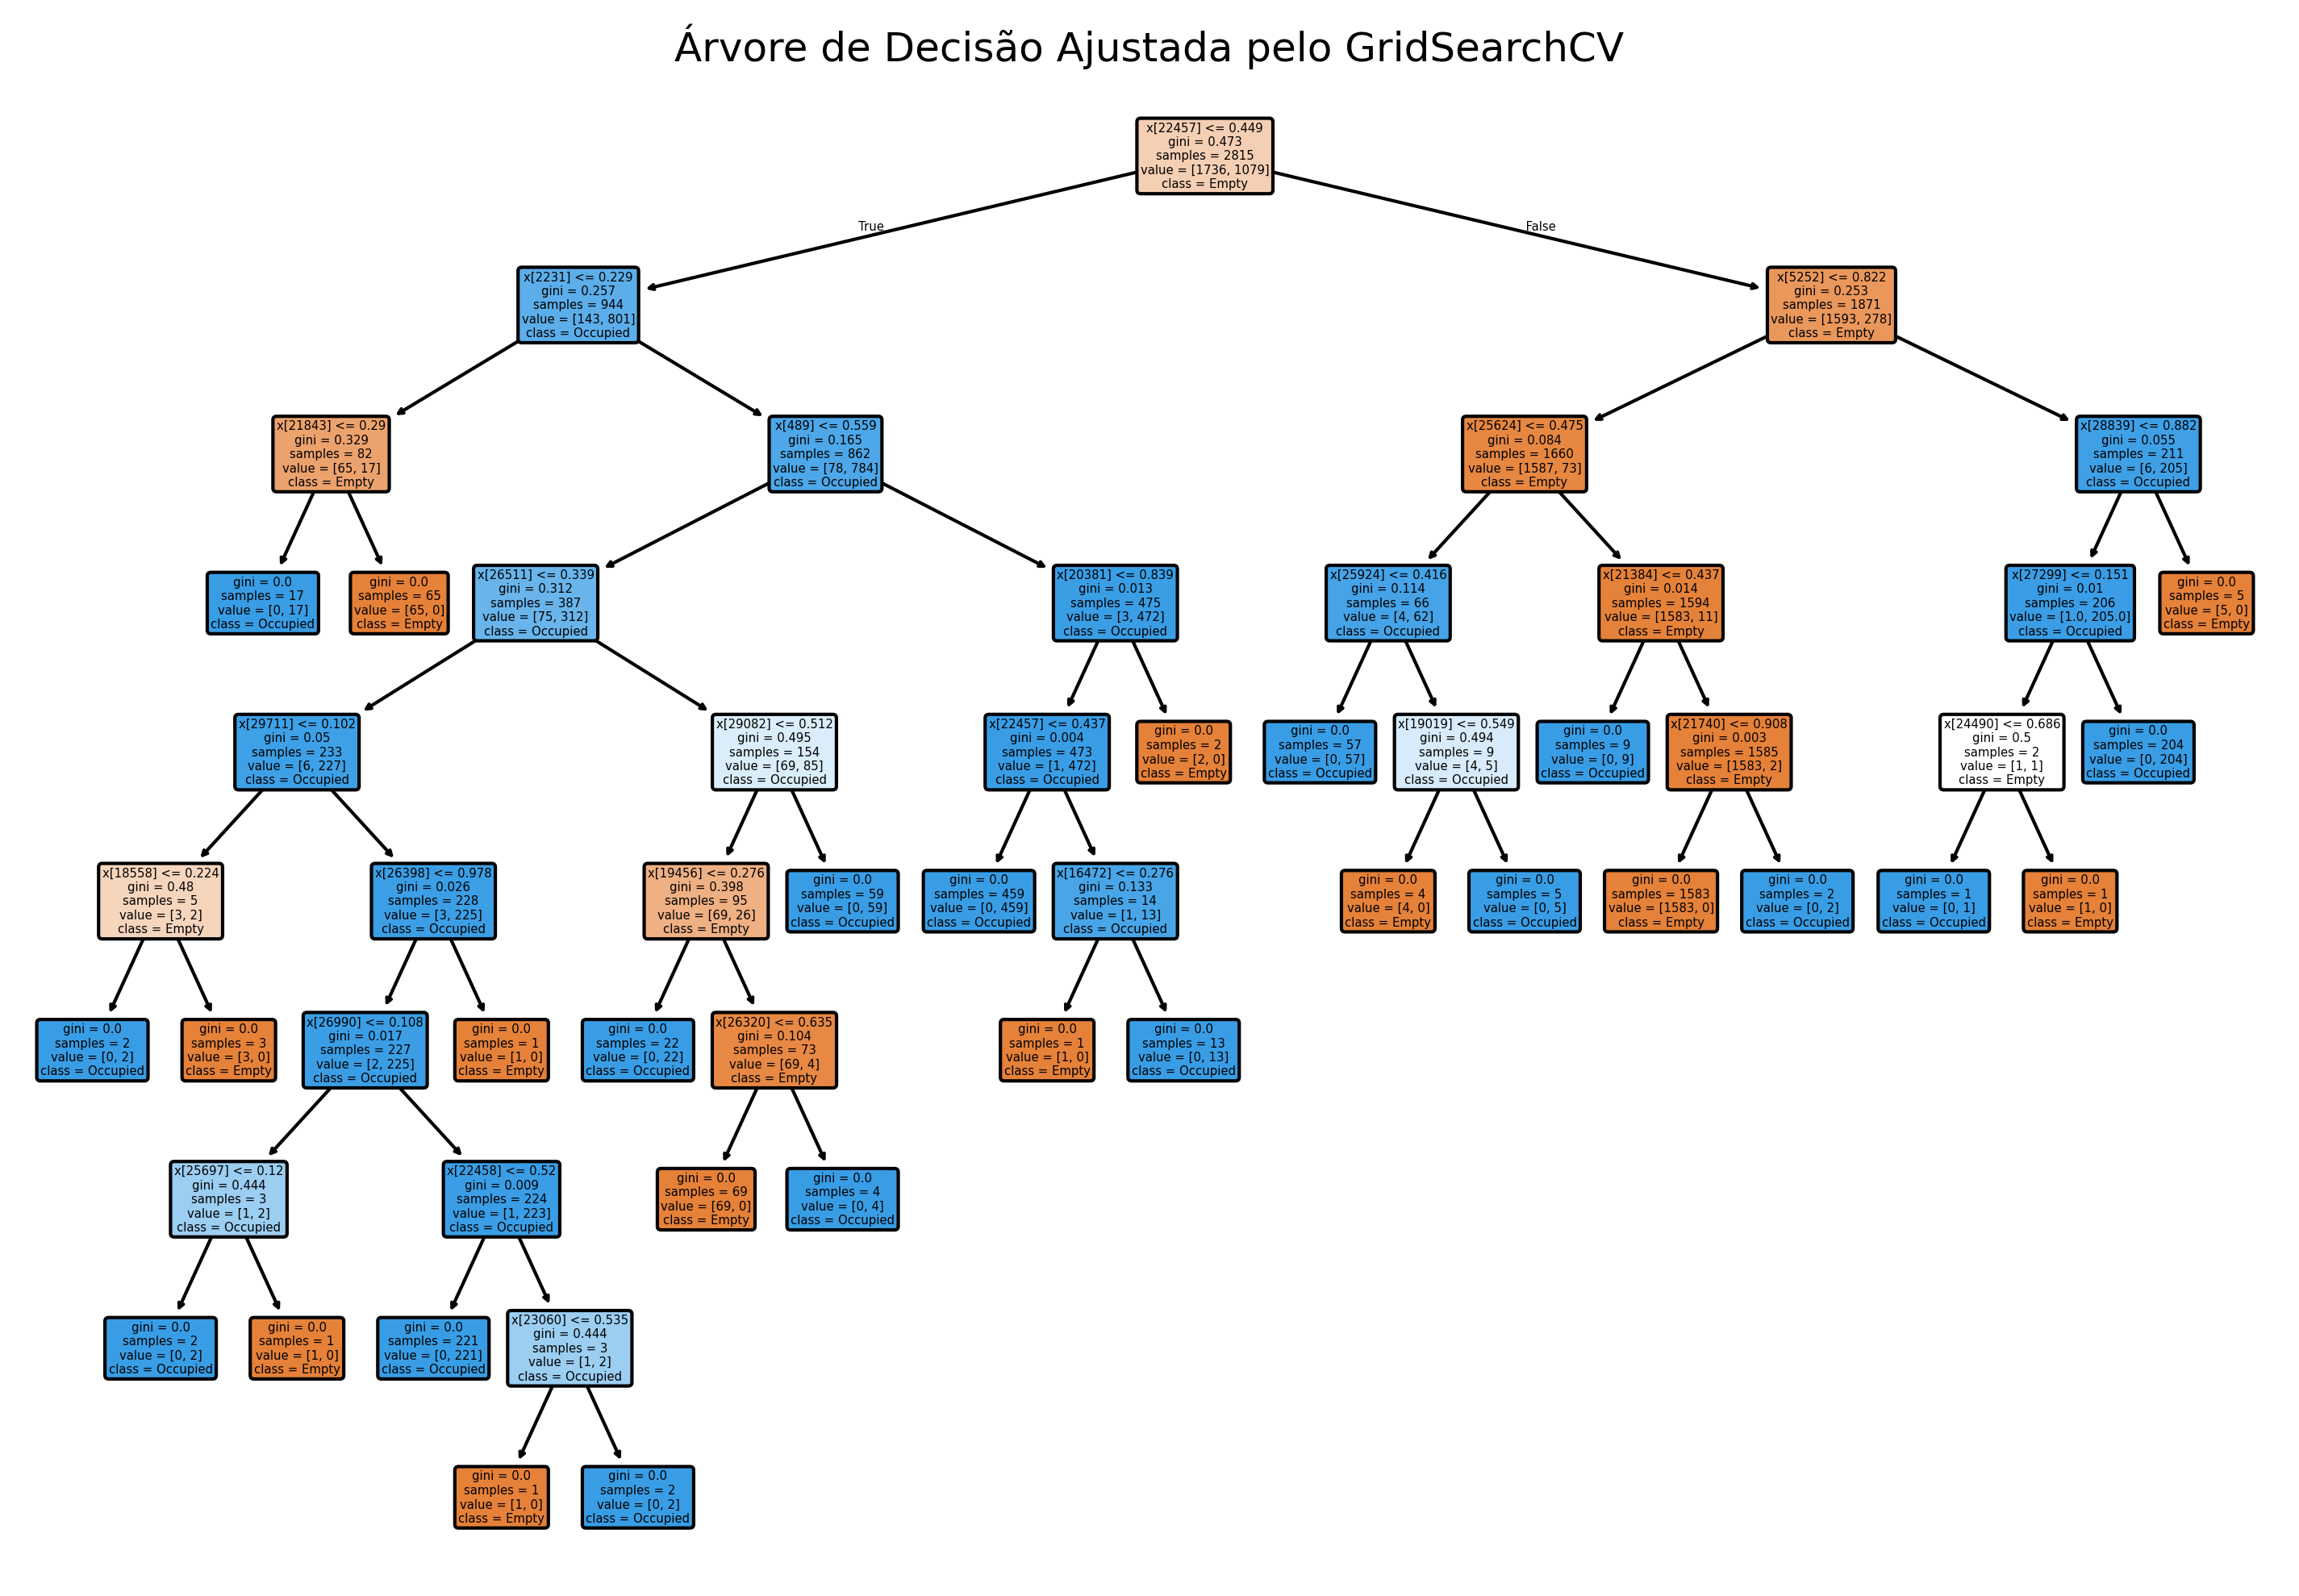 Árvore de Decisão Ajustada pelo GridSearchCV
x[22457] <= 0.449
gini = 0.473
samples = 2815
value = [1736, 1079]
class = Empty
True
False
x[2231] <= 0.229
gini = 0.257
samples = 944
value = [143, 801]
class = Occupied
x[5252] <= 0.822
gini = 0.253
samples = 1871
value = [1593, 278]
class = Empty
x[21843] <= 0.29
gini = 0.329
samples = 82
value = [65, 17]
class = Empty
x[489] <= 0.559
gini = 0.165
samples = 862
value = [78, 784]
class = Occupied
x[25624] <= 0.475
gini = 0.084
samples = 1660
value = [1587, 73]
class = Empty
x[28839] <= 0.882
gini = 0.055
samples = 211
value = [6, 205]
class = Occupied
gini = 0.0
samples = 17
value = [0, 17]
class = Occupied
gini = 0.0
samples = 65
value = [65, 0]
class = Empty
x[26511] <= 0.339
gini = 0.312
samples = 387
value = [75, 312]
class = Occupied
x[20381] <= 0.839
gini = 0.013
samples = 475
value = [3, 472]
class = Occupied
x[25924] <= 0.416
gini = 0.114
samples = 66
value = [4, 62]
class = Occupied
x[21384] <= 0.437
gini = 0.014
samples = 1594
value = [1583, 11]
class = Empty
x[27299] <= 0.151
gini = 0.01
samples = 206
value = [1.0, 205.0]
class = Occupied
gini = 0.0
samples = 5
value = [5, 0]
class = Empty
x[29711] <= 0.102
gini = 0.05
samples = 233
value = [6, 227]
class = Occupied
x[29082] <= 0.512
gini = 0.495
samples = 154
value = [69, 85]
class = Occupied
x[22457] <= 0.437
gini = 0.004
samples = 473
value = [1, 472]
class = Occupied
gini = 0.0
samples = 2
value = [2, 0]
class = Empty
gini = 0.0
samples = 57
value = [0, 57]
class = Occupied
x[19019] <= 0.549
gini = 0.494
samples = 9
value = [4, 5]
class = Occupied
gini = 0.0
samples = 9
value = [0, 9]
class = Occupied
x[21740] <= 0.908
gini = 0.003
samples = 1585
value = [1583, 2]
class = Empty
x[24490] <= 0.686
gini = 0.5
samples = 2
value = [1, 1]
class = Empty
gini = 0.0
samples = 204
value = [0, 204]
class = Occupied
x[18558] <= 0.224
gini = 0.48
samples = 5
value = [3, 2]
class = Empty
x[26398] <= 0.978
gini = 0.026
samples = 228
value = [3, 225]
class = Occupied
x[19456] <= 0.276
gini = 0.398
samples = 95
value = [69, 26]
class = Empty
gini = 0.0
samples = 59
value = [0, 59]
class = Occupied
gini = 0.0
samples = 459
value = [0, 459]
class = Occupied
x[16472] <= 0.276
gini = 0.133
samples = 14
value = [1, 13]
class = Occupied
gini = 0.0
samples = 4
value = [4, 0]
class = Empty
gini = 0.0
samples = 5
value = [0, 5]
class = Occupied
gini = 0.0
samples = 1583
value = [1583, 0]
class = Empty
gini = 0.0
samples = 2
value = [0, 2]
class = Occupied
gini = 0.0
samples = 1
value = [0, 1]
class = Occupied
gini = 0.0
samples = 1
value = [1, 0]
class = Empty
gini = 0.0
samples = 2
value = [0, 2]
class = Occupied
gini = 0.0
samples = 3
value = [3, 0]
class = Empty
x[26990] <= 0.108
gini = 0.017
samples = 227
value = [2, 225]
class = Occupied
gini = 0.0
samples = 1
value = [1, 0]
class = Empty
gini = 0.0
samples = 22
value = [0, 22]
class = Occupied
x[26320] <= 0.635
gini = 0.104
samples = 73
value = [69, 4]
class = Empty
gini = 0.0
samples = 1
value = [1, 0]
class = Empty
gini = 0.0
samples = 13
value = [0, 13]
class = Occupied
x[25697] <= 0.12
gini = 0.444
samples = 3
value = [1, 2]
class = Occupied
x[22458] <= 0.52
gini = 0.009
samples = 224
value = [1, 223]
class = Occupied
gini = 0.0
samples = 69
value = [69, 0]
class = Empty
gini = 0.0
samples = 4
value = [0, 4]
class = Occupied
gini = 0.0
samples = 2
value = [0, 2]
class = Occupied
gini = 0.0
samples = 1
value = [1, 0]
class = Empty
gini = 0.0
samples = 221
value = [0, 221]
class = Occupied
x[23060] <= 0.535
gini = 0.444
samples = 3
value = [1, 2]
class = Occupied
gini = 0.0
samples = 1
value = [1, 0]
class = Empty
gini = 0.0
samples = 2
value = [0, 2]
class = Occupied